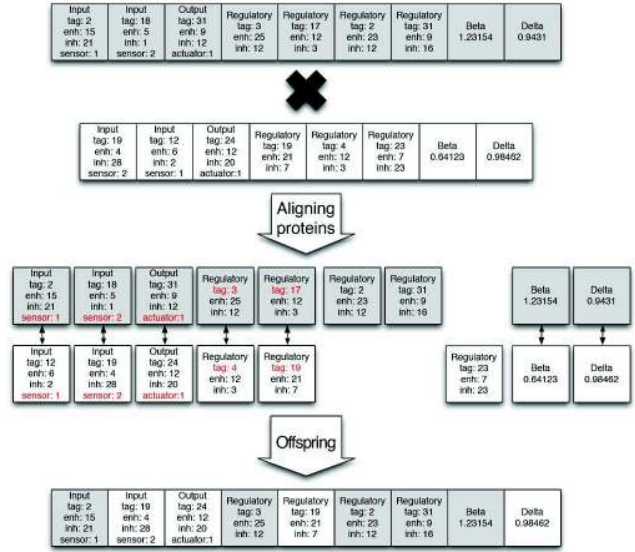 Input
tag: 2
enh: 15
inh: 21
sensor: 1
Input
tag: 18
enh: 5
inh: 1
sensor: 2
Output
tag: 31
enh: 9
inh: 12
actuator:1
Regulatory
tag: 3
enh: 25
inh: 12
Regulatory
tag: 17
enh: 12
inh: 3
Regulatory
tag: 2
enh: 23
inh: 12
Regulatory
tag: 31
enh: 9
inh: 16
Beta
1.23154
Delta
0.9431
Input
tag: 19
enh: 4
inh: 28
sensor: 2
Input
tag: 12
enh: 6
inh: 2
sensor: 1
Output
tag: 24
enh: 12
inh: 20
actuator:1
Regulatory
tag: 19
enh: 21
inh: 7
Regulatory
tag: 4
enh: 12
inh: 3
Regulatory
tag: 23
enh: 7
inh: 23
Beta
0.64123
Delta
0.98462
Aligning
proteins
Input
tag: 2
enh: 15
inh: 21
sensor: 1
Input
tag: 18
enh: 5
inh: 1
sensor: 2
Output
tag: 31
enh: 9
inh: 12
actuator:1
Regulatory
tag: 3
enh: 25
inh: 12
Regulatory
tag: 17
enh: 12
inh: 3
Regulatory
tag: 2
enh: 23
inh: 12
Regulatory
tag: 31
enh: 9
inh: 16
Beta
1.23154
Delta
0.9431
Input
tag: 12
enh: 6
inh: 2
sensor: 1
Input
tag: 19
enh: 4
inh: 28
sensor: 2
Output
tag: 24
enh: 12
inh: 20
actuator:1
Regulatory
tag: 4
enh: 12
inh: 3
Regulatory
tag: 19
enh: 21
inh: 7
Regulatory
tag: 23
enh: 7
inh: 23
Beta
0.64123
Delta
0.98462
Offspring
Input
tag: 2
enh: 15
inh: 21
sensor: 1
Input
tag: 19
enh: 4
inh: 28
sensor: 2
Output
tag: 24
enh: 12
inh: 20
actuator:1
Regulatory
tag: 3
enh: 25
inh: 12
Regulatory
tag: 19
enh: 21
inh: 7
Regulatory
tag: 2
enh: 23
inh: 12
Regulatory
tag: 31
enh: 9
inh: 16
Beta
1.23154
Delta
0.98462